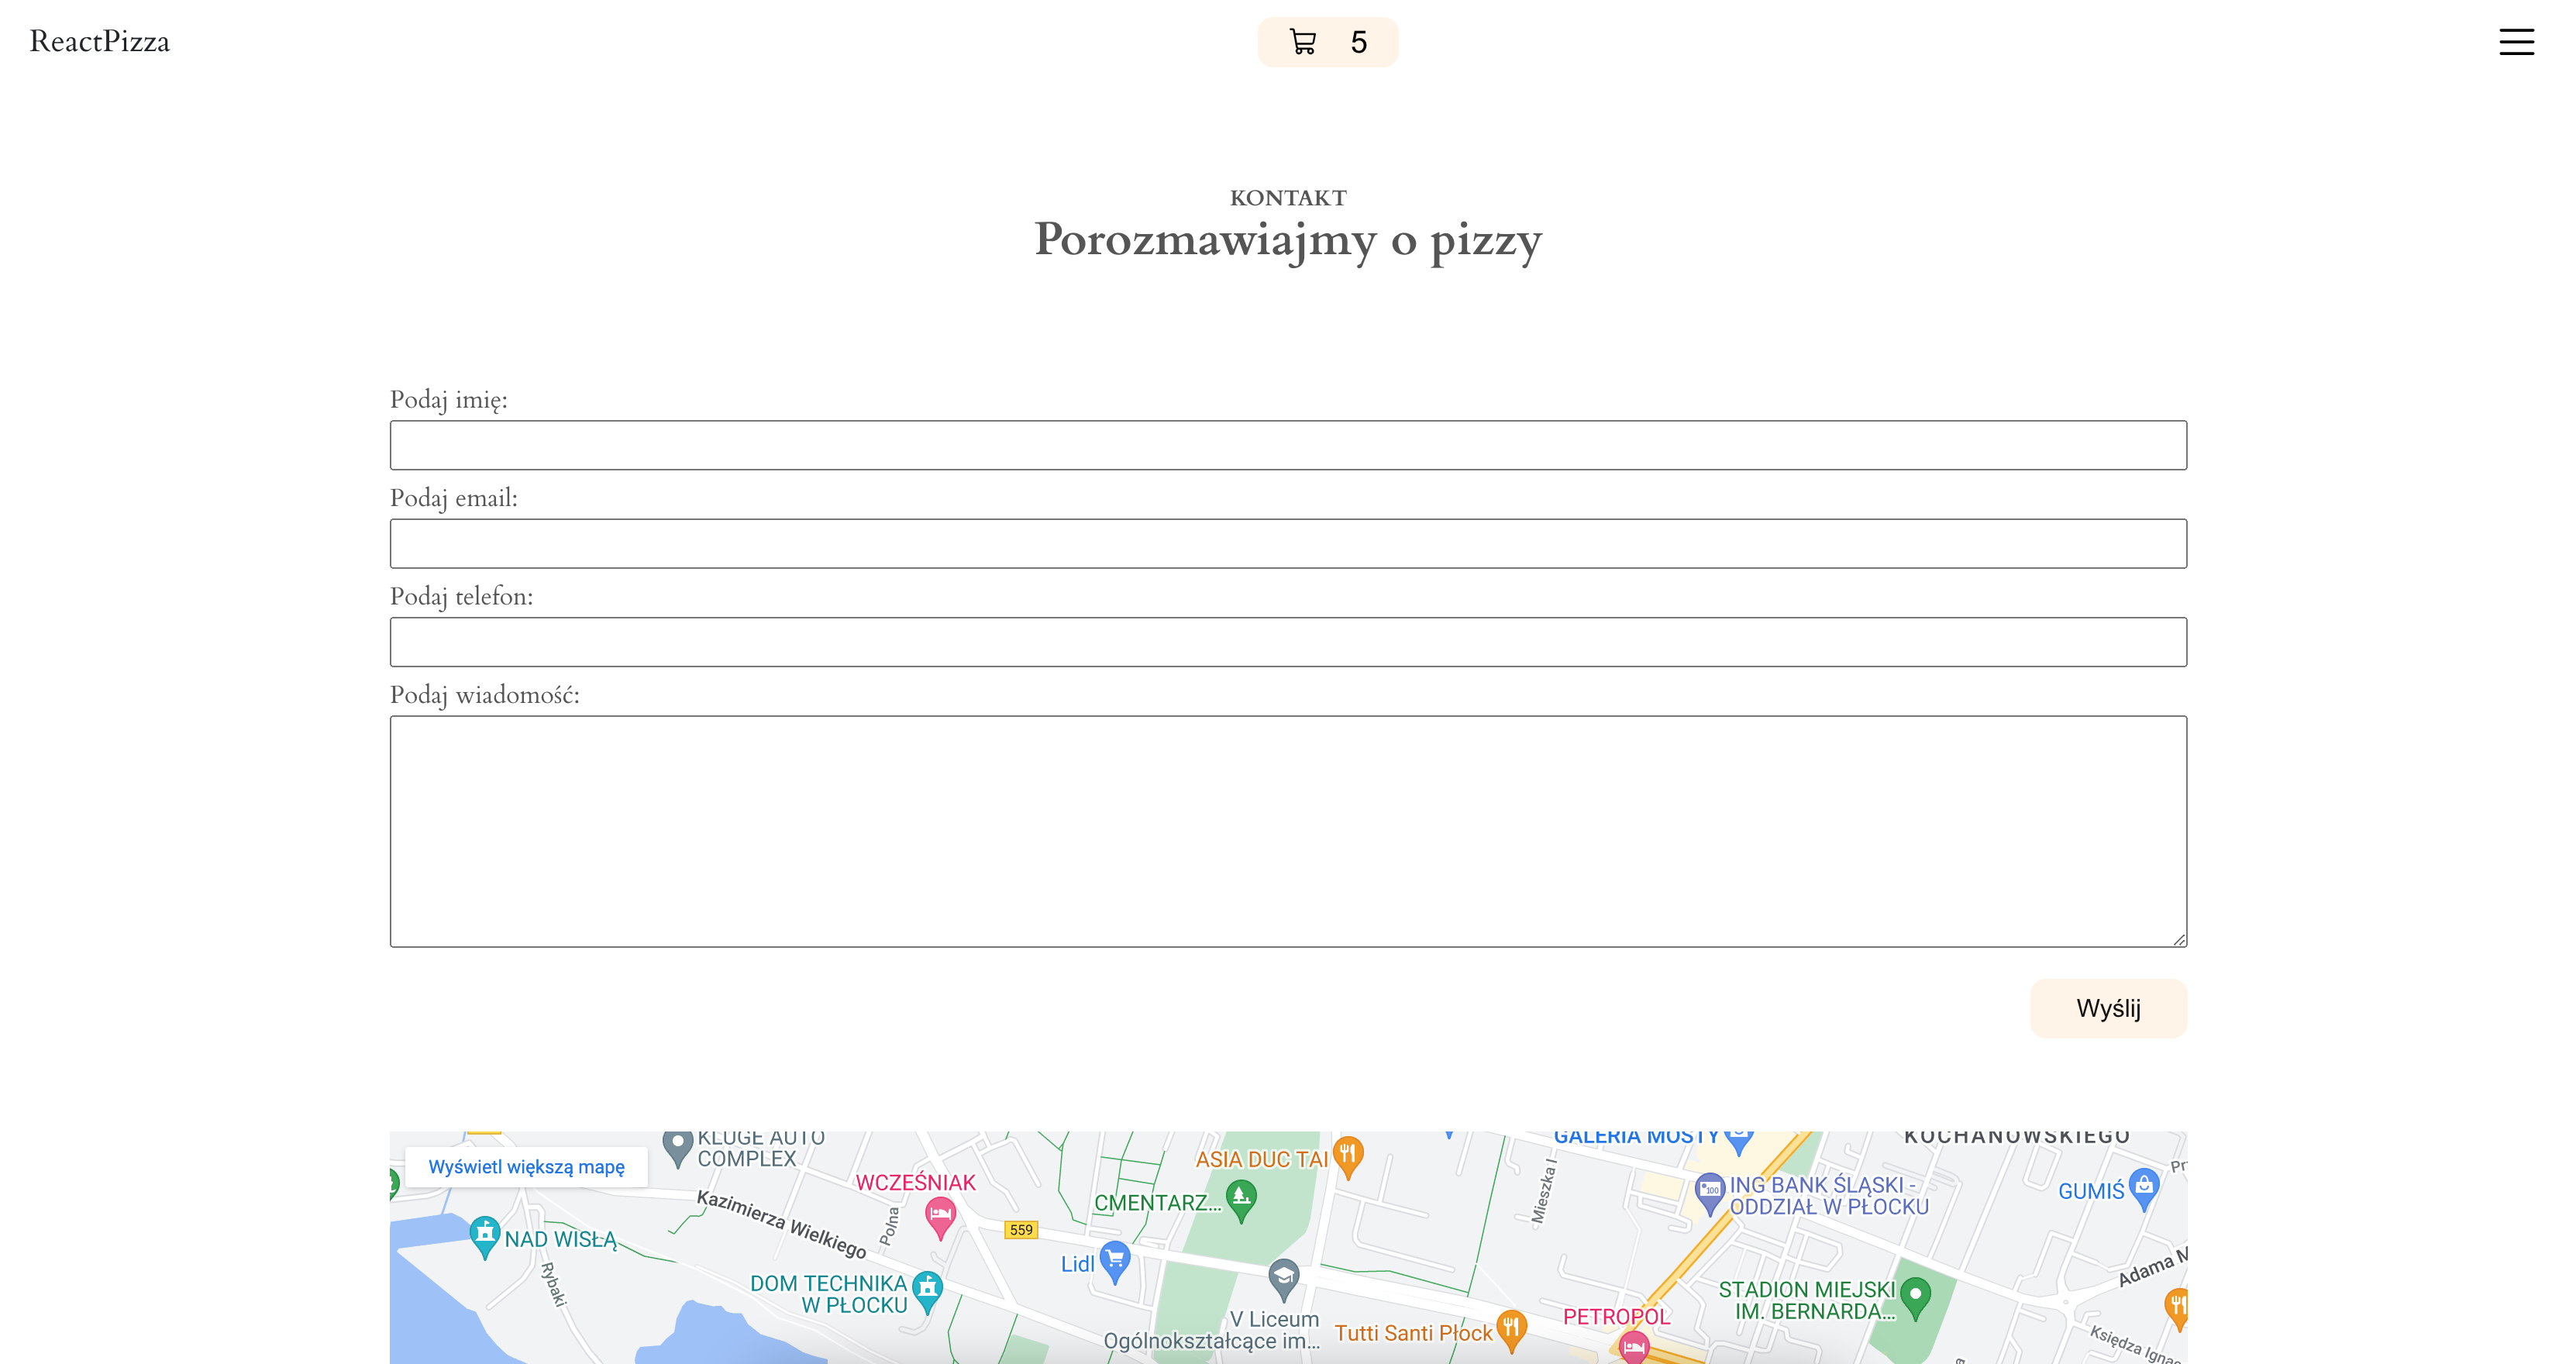 ReactPizza
5
KONTAKT
Porozmawiajmy o pizzy
Podaj imię:
Podaj email:
Podaj telefon:
Podaj wiadomość:
Wyślij
Wyświetl większą mapę
KLUGE AUTO
COMPLEX
WCZEŚNIAK
ASIA DUC TAI
GALERIA MOSTY
KOCHANOWSKIEGO
Kazimierza Wielkiego
Polna
559
CMENTARZ...
Mieszka I
100
ING BANK ŚLĄSKI -
ODDZIAŁ W PŁOCKU
GUMIŚ
NAD WISŁĄ
Rybaki
DOM TECHNIKA
W PŁOCKU
Lidl
V Liceum
Ogólnokształcące im...
Tutti Santi Płock
PETROPOL
STADION MIEJSKI
IM. BERNARDA...
Adama M
Księdza Ignac